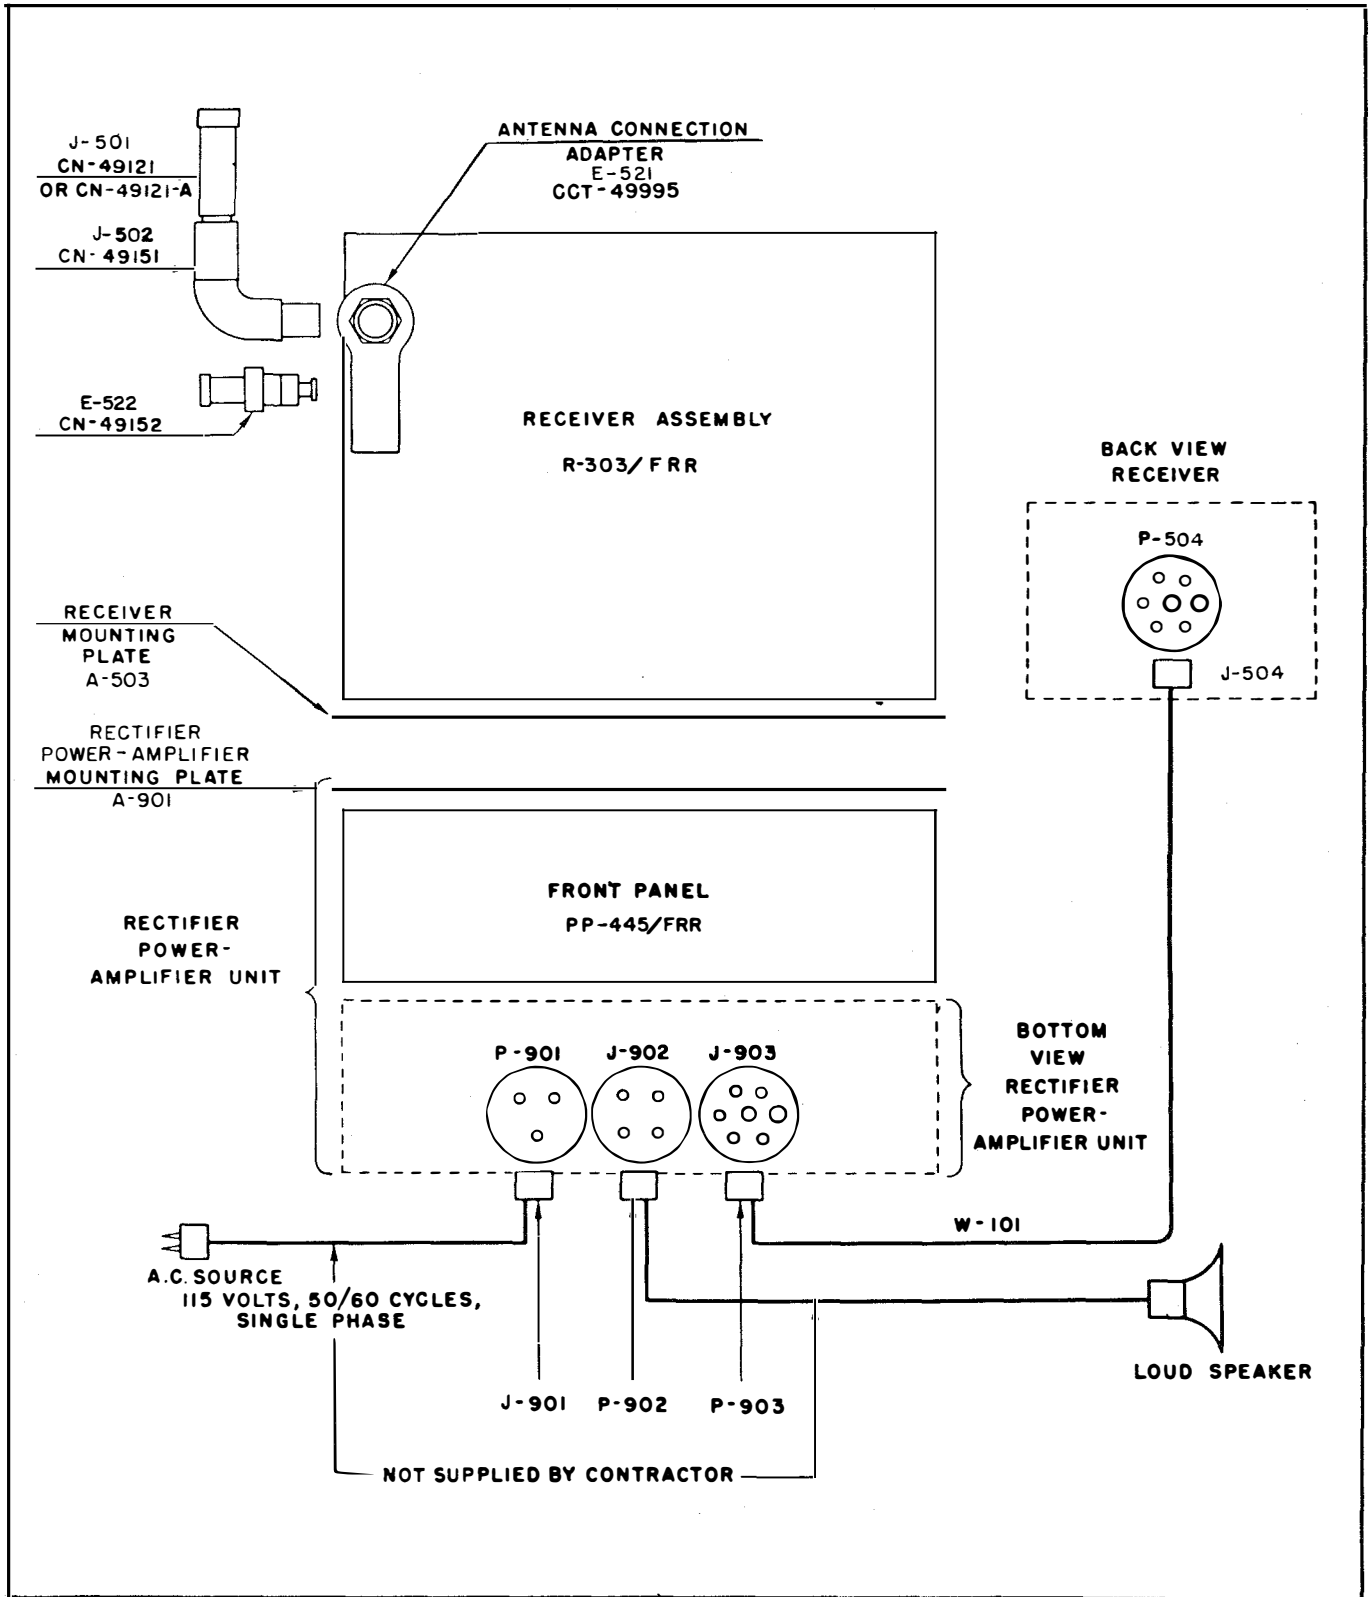 J-501
CN-49121
OR CN-49121-A
J-502
CN-49151
E-522
CN-49152
ANTENNA CONNECTION
ADAPTER
E-521
CCT-49995
RECEIVER ASSEMBLY
R-303/FRR
BACK VIEW
RECEIVER
P-504
J-504
RECEIVER
MOUNTING
PLATE
A-503
RECTIFIER
POWER-AMPLIFIER
MOUNTING PLATE
A-901
FRONT PANEL
PP-445/FRR
RECTIFIER
POWER-
AMPLIFIER UNIT
P-901 J-902 J-903
BOTTOM
VIEW
RECTIFIER
POWER-
AMPLIFIER UNIT
W-101
A.C. SOURCE
115 VOLTS, 50/60 CYCLES,
SINGLE PHASE
LOUD SPEAKER
J-901 P-902 P-903
NOT SUPPLIED BY CONTRACTOR